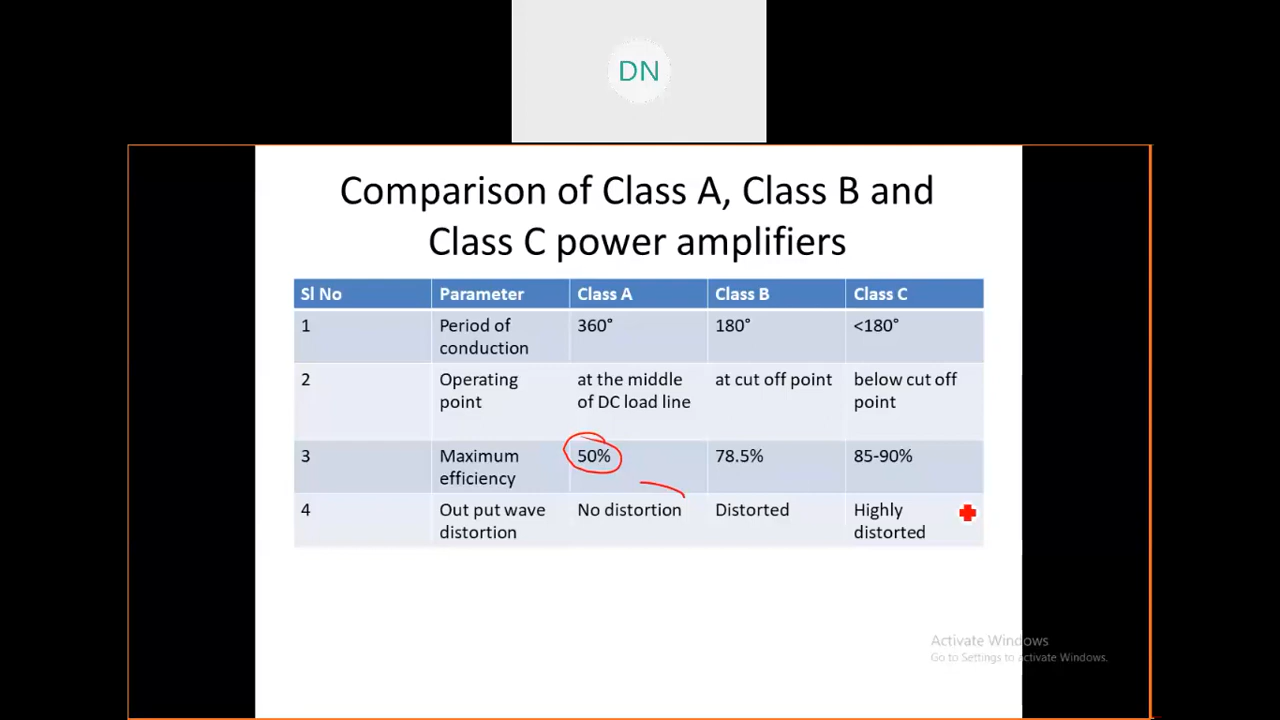 DN
Comparison of Class A, Class B and
Class C power amplifiers
Sl No Parameter Class A Class B Class C
1 Period of conduction 360° 180° <180°
2 Operating point at the middle of DC load line at cut off point below cut off point
3 Maximum efficiency 50% 78.5% 85-90%
4 Out put wave distortion No distortion Distorted Highly distorted
Activate Windows
Go to Settings to activate Windows.